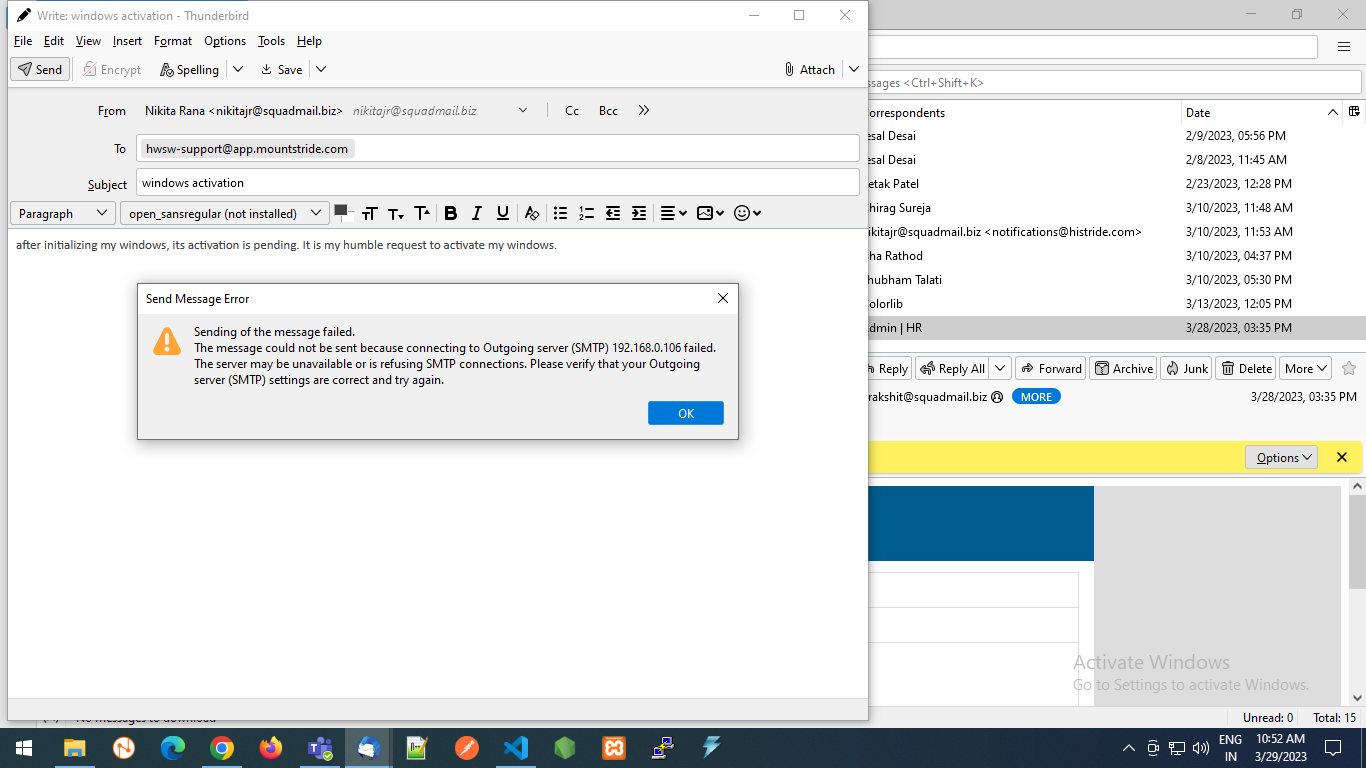 Write: windows activation - Thunderbird
File Edit View Insert Format Options Tools Help
Send Encrypt Spelling Save Attach
From Nikita Rana <nikitajr@squadmail.biz> nikitajr@squadmail.biz Cc Bcc
To hwsw-support@app.mountstride.com
Subject windows activation
Paragraph open_sansregular (not installed)
after initializing my windows, its activation is pending. It is my humble request to activate my windows.
Send Message Error
Sending of the message failed.
The message could not be sent because connecting to Outgoing server (SMTP) 192.168.0.106 failed.
The server may be unavailable or is refusing SMTP connections. Please verify that your Outgoing
server (SMTP) settings are correct and try again.
OK
ssages <Ctrl+Shift+K>
orrespondents Date
esal Desai 2/9/2023, 05:56 PM
esal Desai 2/8/2023, 11:45 AM
etak Patel 2/23/2023, 12:28 PM
hirag Sureja 3/10/2023, 11:48 AM
ikitajr@squadmail.biz <notifications@histride.com> 3/10/2023, 11:53 AM
ha Rathod 3/10/2023, 04:37 PM
hubham Talati 3/10/2023, 05:30 PM
olorlib 3/13/2023, 12:05 PM
dmin | HR 3/28/2023, 03:35 PM
Reply Reply All Forward Archive Junk Delete More
rakshit@squadmail.biz MORE 3/28/2023, 03:35 PM
Options
Activate Windows
Go to Settings to activate Windows.
No messages to download Unread: 0 Total: 15
ENG 10:52 AM
IN 3/29/2023